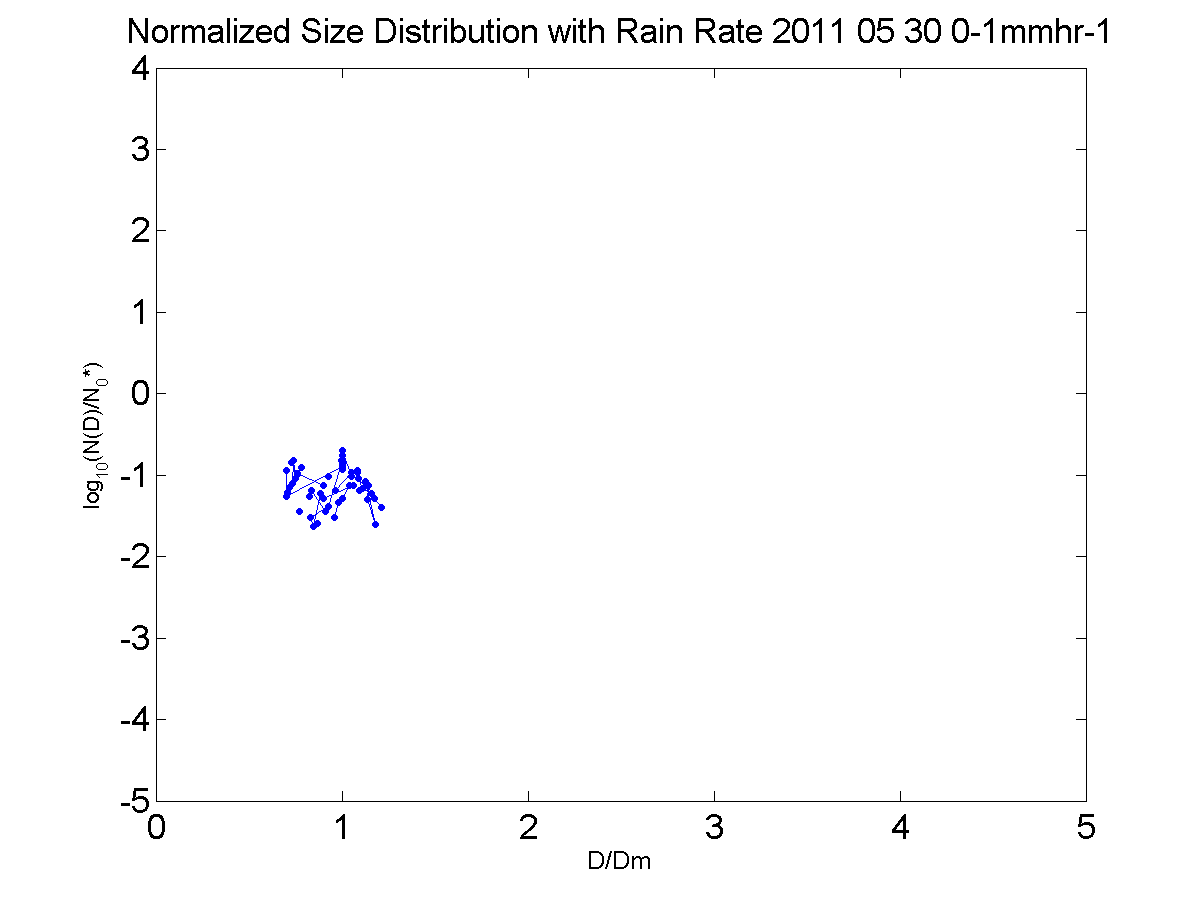 Normalized Size Distribution with Rain Rate 2011 05 30 0-1mmhr-1
4
3
2
1
0
-1
-2
-3
-4
-5
log10(N(D)/N0*)
0 1 2 3 4 5
D/Dm